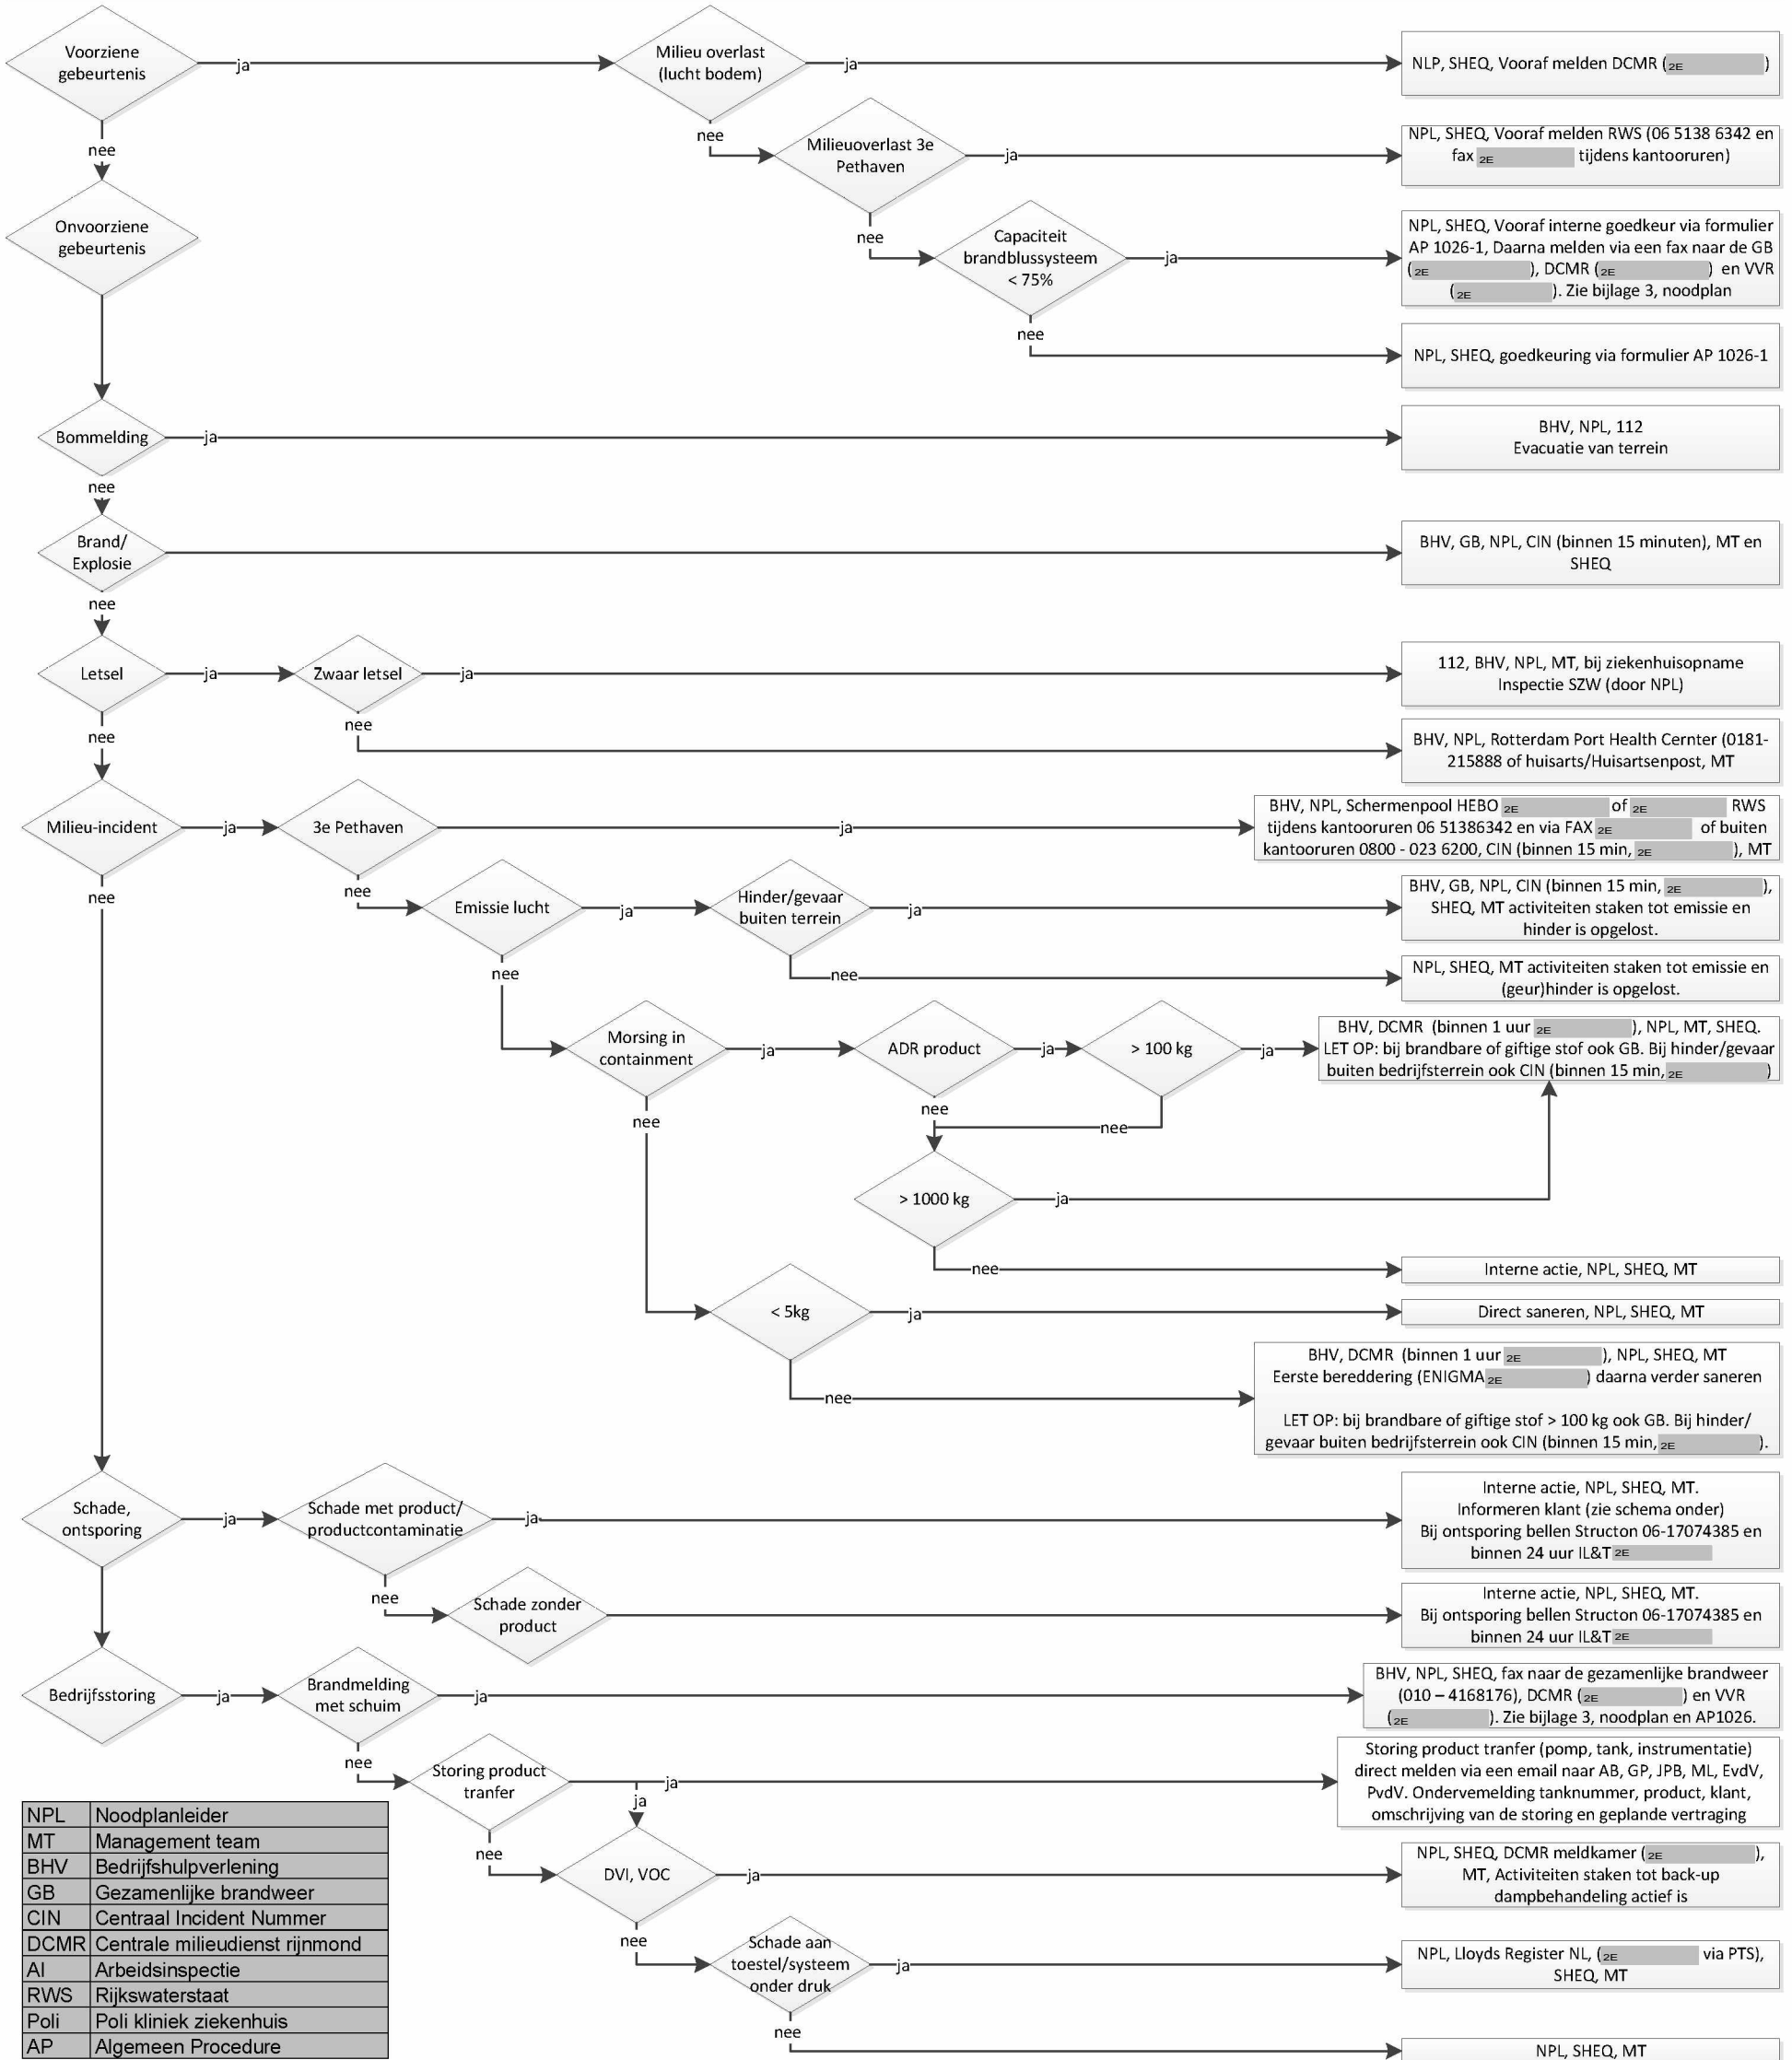 Voorziene
gebeurtenis
ja
Milieu overlast
(lucht bodem)
ja
NLP, SHEQ, Vooraf melden DCMR (2E )
nee
nee
Milieuoverlast 3e
Pethaven
ja
NPL, SHEQ, Vooraf melden RWS (06 5138 6342 en
fax 2E tijdens kantooruren)
Onvoorziene
gebeurtenis
nee
Capaciteit
brandblussysteem
< 75%
ja
NPL, SHEQ, Vooraf interne goedkeur via formulier
AP 1026-1, Daarna melden via een fax naar de GB
(2E ), DCMR (2E ) en VVR
(2E ). Zie bijlage 3, noodplan
nee
NPL, SHEQ, goedkeuring via formulier AP 1026-1
Bommelding
ja
BHV, NPL, 112
Evacuatie van terrein
nee
Brand/
Explosie
BHV, GB, NPL, CIN (binnen 15 minuten), MT en
SHEQ
nee
Letsel
ja
Zwaar letsel
ja
112, BHV, NPL, MT, bij ziekenhuisopname
Inspectie SZW (door NPL)
nee
nee
BHV, NPL, Rotterdam Port Health Cernter (0181-
215888 of huisarts/Huisartsenpost, MT
Milieu-incident
ja
3e Pethaven
ja
BHV, NPL, Schermenpool HEBO 2E of 2E RWS
tijdens kantooruren 06 51386342 en via FAX 2E of buiten
kantooruren 0800 - 023 6200, CIN (binnen 15 min, 2E ), MT
nee
nee
Emissie lucht
ja
Hinder/gevaar
buiten terrein
ja
BHV, GB, NPL, CIN (binnen 15 min, 2E ),
SHEQ, MT activiteiten staken tot emissie en
hinder is opgelost.
nee
nee
NPL, SHEQ, MT activiteiten staken tot emissie en
(geur)hinder is opgelost.
Morsing in
containment
ja
ADR product
ja
> 100 kg
ja
BHV, DCMR (binnen 1 uur 2E ), NPL, MT, SHEQ.
LET OP: bij brandbare of giftige stof ook GB. Bij hinder/gevaar
buiten bedrijfsterrein ook CIN (binnen 15 min, 2E )
nee
nee
nee
> 1000 kg
ja
nee
Interne actie, NPL, SHEQ, MT
< 5kg
ja
Direct saneren, NPL, SHEQ, MT
nee
BHV, DCMR (binnen 1 uur 2E ), NPL, SHEQ, MT
Eerste bereddering (ENIGMA 2E ) daarna verder saneren
LET OP: bij brandbare of giftige stof > 100 kg ook GB. Bij hinder/
gevaar buiten bedrijfsterrein ook CIN (binnen 15 min, 2E ).
Schade,
ontsporing
ja
Schade met product/
productcontaminatie
ja
Interne actie, NPL, SHEQ, MT.
Informeren klant (zie schema onder)
Bij ontsporing bellen Structon 06-17074385 en
binnen 24 uur IL&T 2E
nee
Schade zonder
product
Interne actie, NPL, SHEQ, MT.
Bij ontsporing bellen Structon 06-17074385 en
binnen 24 uur IL&T 2E
Bedrijfsstoring
ja
Brandmelding
met schuim
ja
BHV, NPL, SHEQ, fax naar de gezamenlijke brandweer
(010 – 4168176), DCMR (2E ) en VVR
(2E ). Zie bijlage 3, noodplan en AP1026.
nee
Storing product
tranfer
ja
ja
Storing product tranfer (pomp, tank, instrumentatie)
direct melden via een email naar AB, GP, JPB, ML, EvdV,
PvdV. Ondervemelding tanknummer, product, klant,
omschrijving van de storing en geplande vertraging
nee
DVI, VOC
ja
NPL, SHEQ, DCMR meldkamer (2E ),
MT, Activiteiten staken tot back-up
dampbehandeling actief is
nee
Schade aan
toestel/systeem
onder druk
ja
NPL, Lloyds Register NL, (2E via PTS),
SHEQ, MT
nee
NPL, SHEQ, MT
NPL Noodplanleider
MT Management team
BHV Bedrijfshulpverlening
GB Gezamenlijke brandweer
CIN Centraal Incident Nummer
DCMR Centrale milieudienst rijnmond
AI Arbeidsinspectie
RWS Rijkswaterstaat
Poli Poli kliniek ziekenhuis
AP Algemeen Procedure